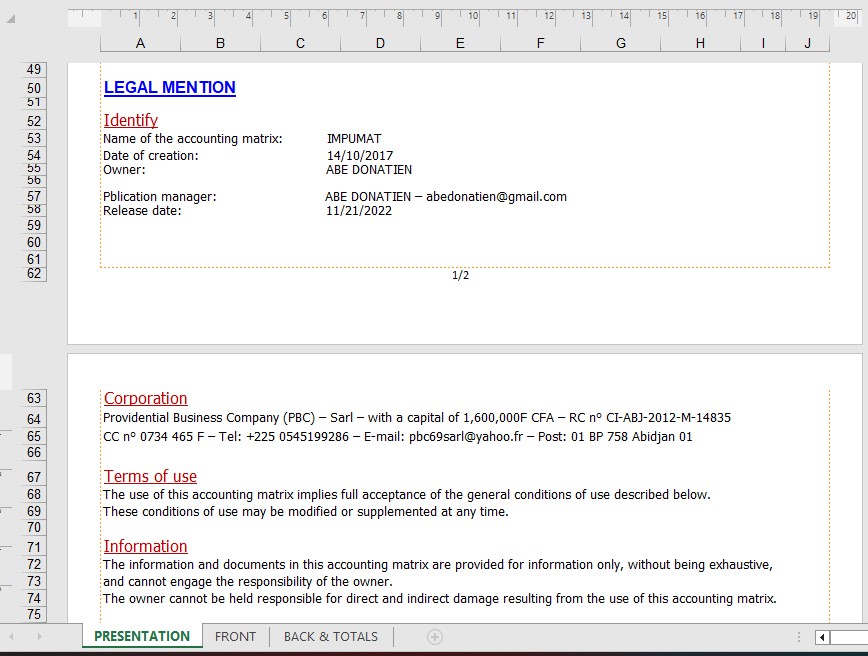 1 2 3 4 5 6 7 8 9 10 11 12 13 14 15 16 17 18 19 20
A B C D E F G H I J
49
50 LEGAL MENTION
51
52 Identify
53 Name of the accounting matrix: IMPUMAT
54 Date of creation: 14/10/2017
55 Owner: ABE DONATIEN
56
57 Pblication manager: ABE DONATIEN – abedonatien@gmail.com
58 Release date: 11/21/2022
59
60
61
62 1/2
63 Corporation
64 Providential Business Company (PBC) – Sarl – with a capital of 1,600,000F CFA – RC n° CI-ABJ-2012-M-14835
65 CC n° 0734 465 F – Tel: +225 0545199286 – E-mail: pbc69sarl@yahoo.fr – Post: 01 BP 758 Abidjan 01
66
67 Terms of use
68 The use of this accounting matrix implies full acceptance of the general conditions of use described below.
69 These conditions of use may be modified or supplemented at any time.
70
71 Information
72 The information and documents in this accounting matrix are provided for information only, without being exhaustive,
73 and cannot engage the responsibility of the owner.
74 The owner cannot be held responsible for direct and indirect damage resulting from the use of this accounting matrix.
75
PRESENTATION FRONT BACK & TOTALS